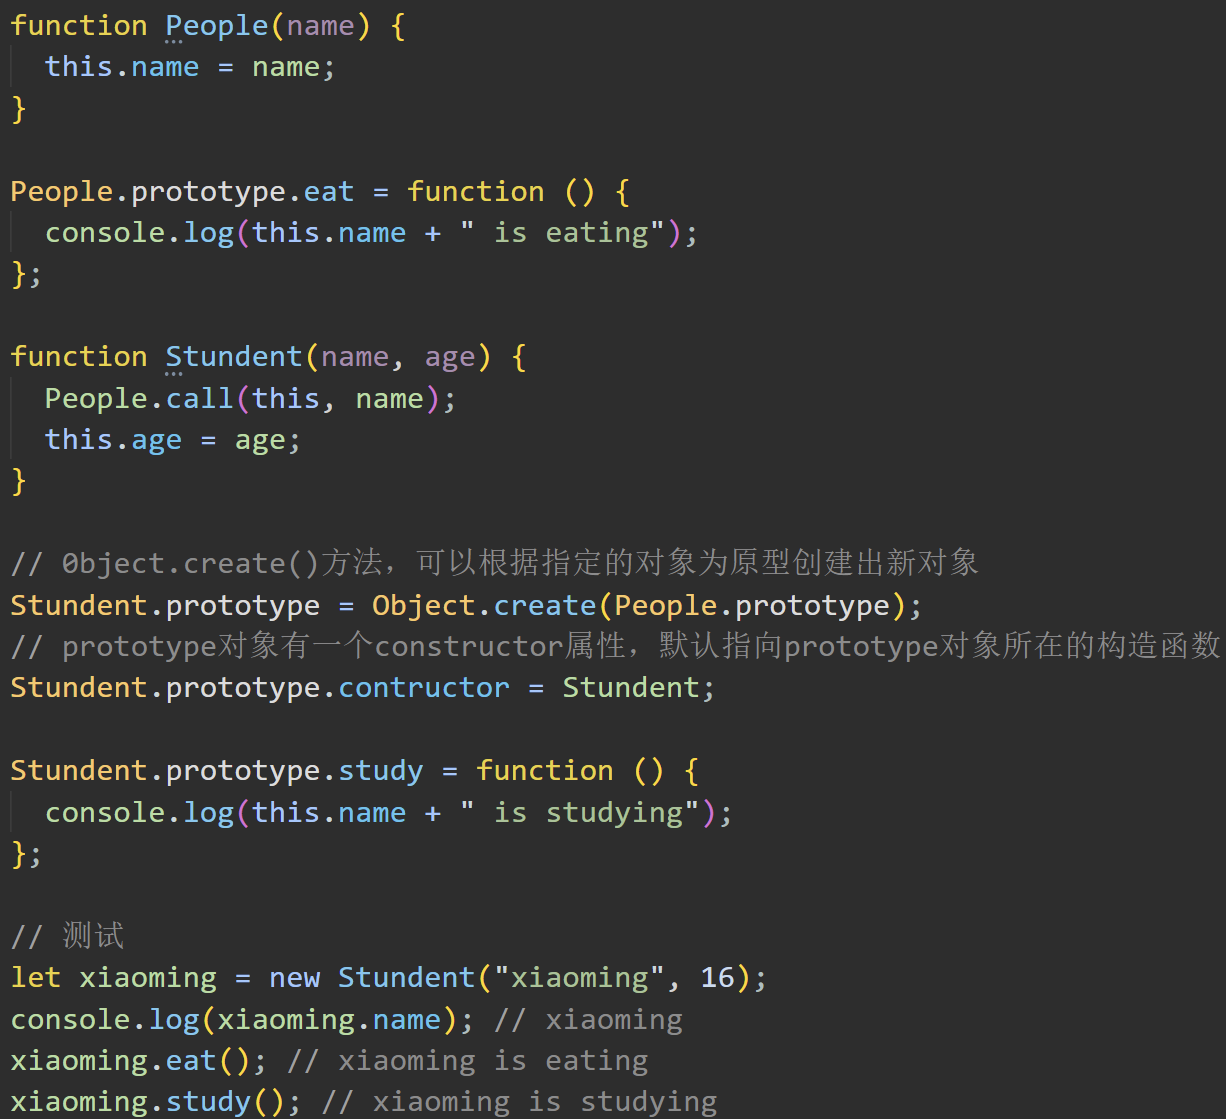 function People(name) {
  this.name = name;
}
People.prototype.eat = function () {
  console.log(this.name + " is eating");
};
function Stundent(name, age) {
  People.call(this, name);
  this.age = age;
}
// 0bject.create()方法，可以根据指定的对象为原型创建出新对象
Stundent.prototype = Object.create(People.prototype);
// prototype对象有一个constructor属性，默认指向prototype对象所在的构造函数
Stundent.prototype.contructor = Stundent;
Stundent.prototype.study = function () {
  console.log(this.name + " is studying");
};
// 测试
let xiaoming = new Stundent("xiaoming", 16);
console.log(xiaoming.name); // xiaoming
xiaoming.eat(); // xiaoming is eating
xiaoming.study(); // xiaoming is studying